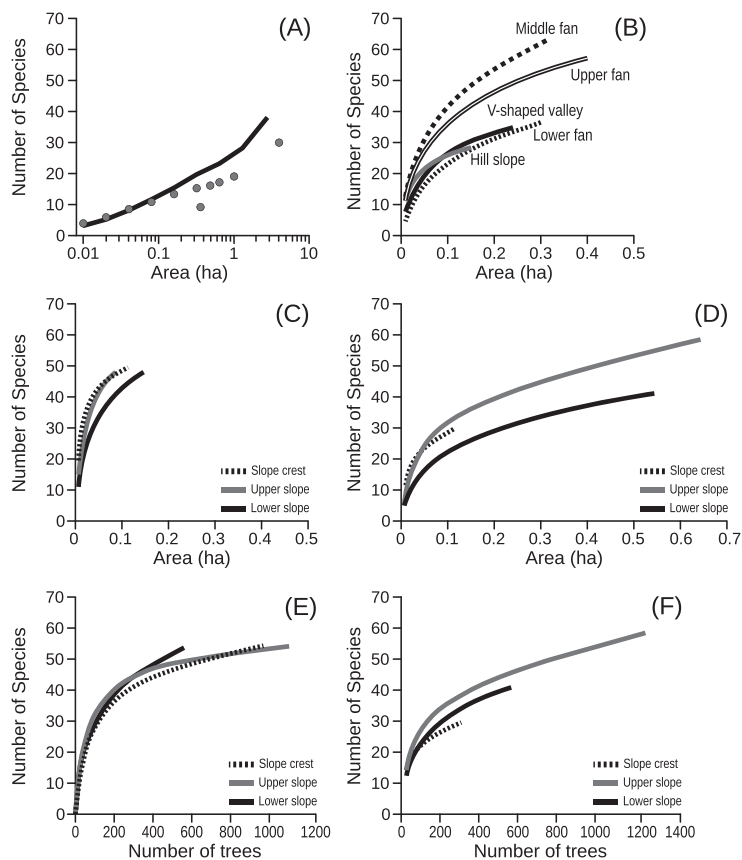 (A)
Number of Species
70
60
50
40
30
20
10
0
0.01 0.1 1 10
Area (ha)
(B)
Number of Species
70
60
50
40
30
20
10
0
Middle fan
Upper fan
V-shaped valley
Lower fan
Hill slope
0 0.1 0.2 0.3 0.4 0.5
Area (ha)
(C)
Number of Species
70
60
50
40
30
20
10
0
Slope crest
Upper slope
Lower slope
0 0.1 0.2 0.3 0.4 0.5
Area (ha)
(D)
Number of Species
70
60
50
40
30
20
10
0
Slope crest
Upper slope
Lower slope
0 0.1 0.2 0.3 0.4 0.5 0.6 0.7
Area (ha)
(E)
Number of Species
70
60
50
40
30
20
10
0
Slope crest
Upper slope
Lower slope
0 200 400 600 800 1000 1200
Number of trees
(F)
Number of Species
70
60
50
40
30
20
10
0
Slope crest
Upper slope
Lower slope
0 200 400 500 600 800 1000 1200 1400
Number of trees